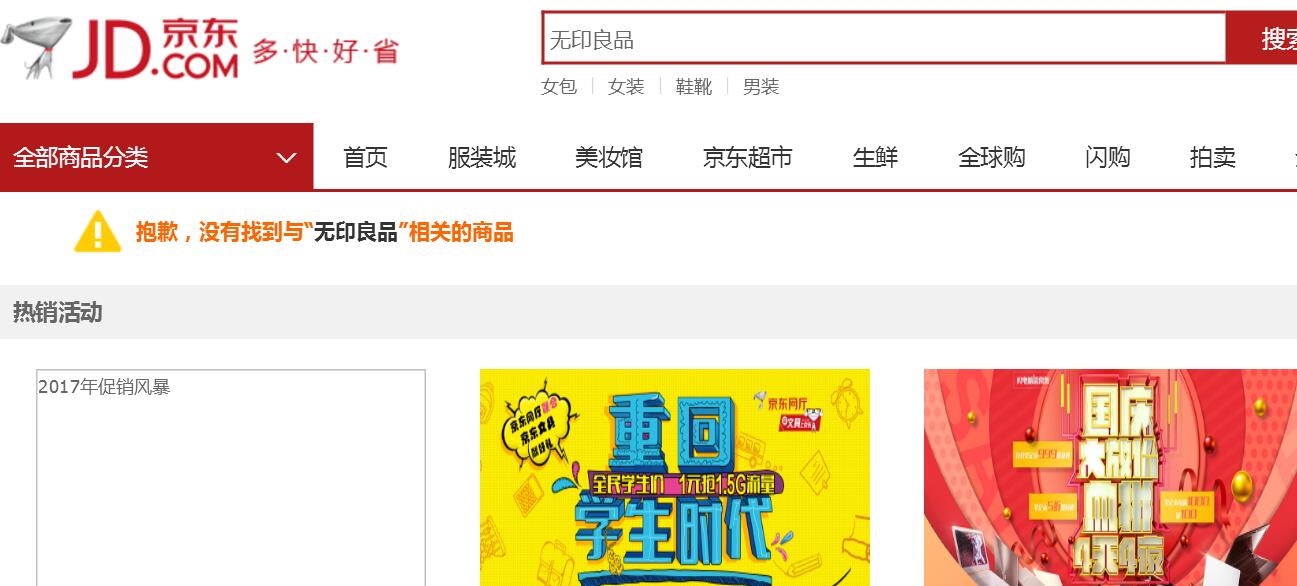 JD.COM 京东 多·快·好·省
无印良品 搜索
女包 女装 鞋靴 男装
全部商品分类 首页 服装城 美妆馆 京东超市 生鲜 全球购 闪购 拍卖
抱歉，没有找到与“无印良品”相关的商品
热销活动
2017年促销风暴
京东网厅联合
京东文具
献好礼
京东网厅
重回
全民学生价 1元抢1.5G流量
学生时代
国庆
大放价
4天4夜